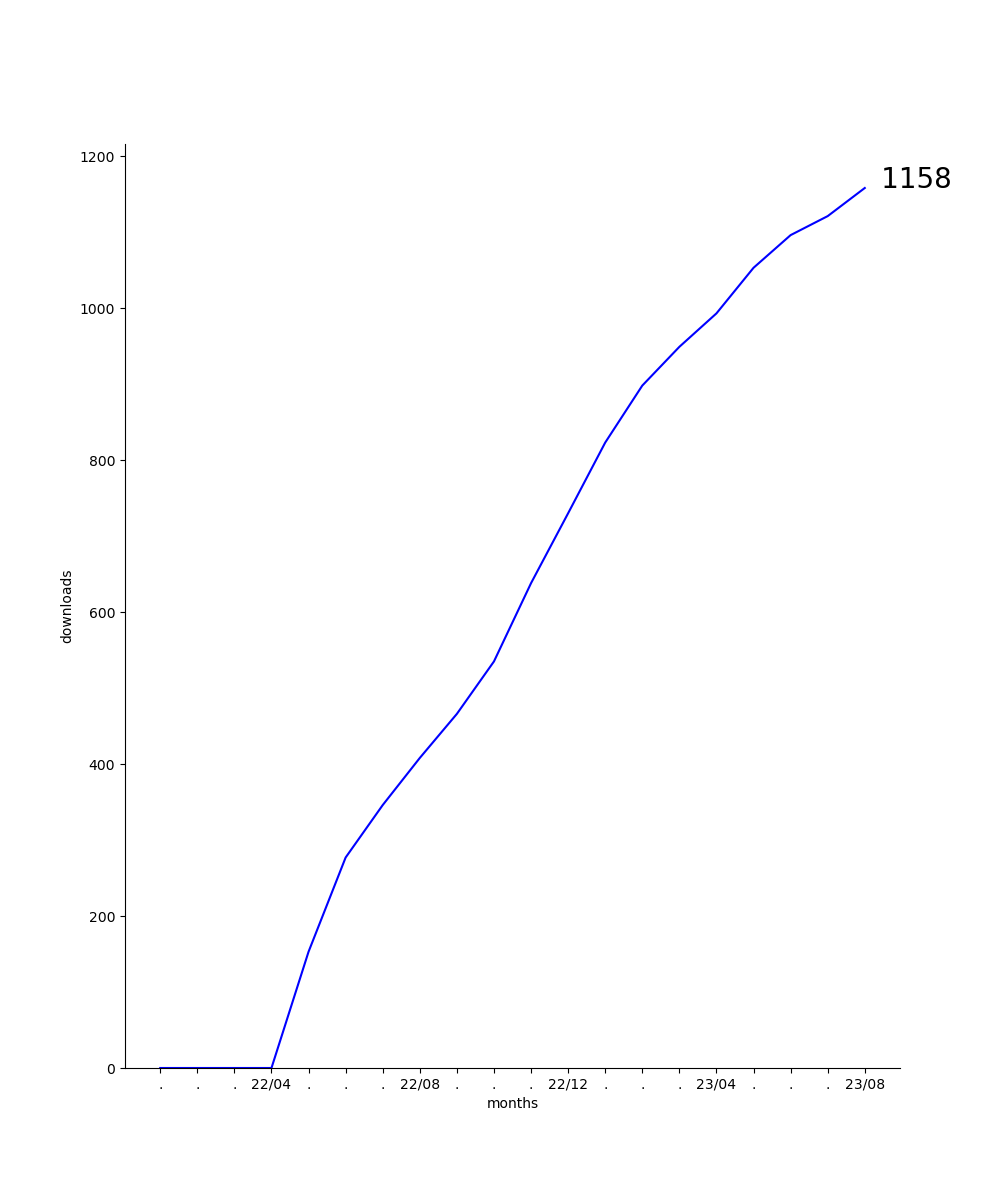 1200
1158
1000
800
downloads
600
400
200
0
. . . 22/04 . . . 22/08 . . . 22/12 . . . 23/04 . . . 23/08
months